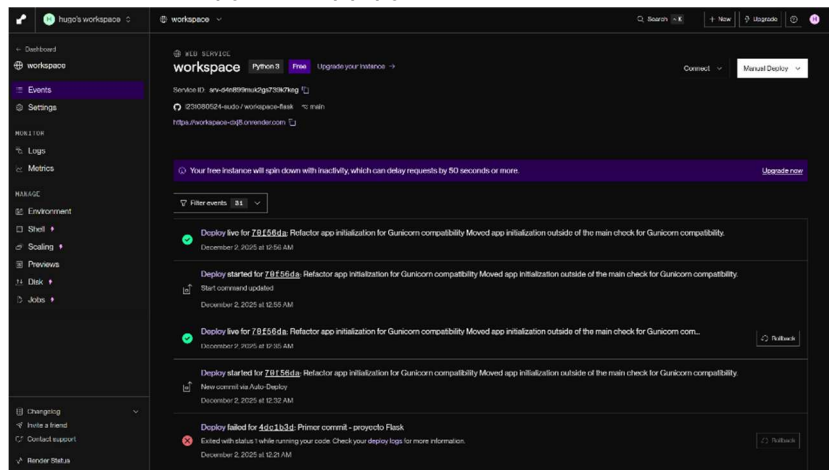 H hugo's workspace
workspace
Search
+ New
Upgrade
H
← Dashboard
workspace
Events
Settings
MONITOR
Logs
Metrics
MANAGE
Environment
Shell
Scaling
Previews
Disk
Jobs
Changelog
Invite a friend
Contact support
Render Status
WEB SERVICE
workspace Python 3 Free Upgrade your instance →
Connect
Manual Deploy
Service ID:
/ workspace-flask main
Your free instance will spin down with inactivity, which can delay requests by 50 seconds or more.
Upgrade now
Filter events 31
Deploy live for 78f56da: Refactor app initialization for Gunicorn compatibility Moved app initialization outside of the main check for Gunicorn compatibility.
December 2, 2025 at 12:56 AM
Deploy started for 78f56da: Refactor app initialization for Gunicorn compatibility Moved app initialization outside of the main check for Gunicorn compatibility.
Start command updated
December 2, 2025 at 12:55 AM
Deploy live for 78f56da: Refactor app initialization for Gunicorn compatibility Moved app initialization outside of the main check for Gunicorn com...
December 2, 2025 at 12:35 AM
Rollback
Deploy started for 78f56da: Refactor app initialization for Gunicorn compatibility Moved app initialization outside of the main check for Gunicorn compatibility.
New commit via Auto-Deploy
December 2, 2025 at 12:32 AM
Deploy failed for 4dc1b3d: Primer commit - proyecto Flask
Exited with status 1 while running your code. Check your deploy logs for more information.
December 2, 2025 at 12:21 AM
Rollback